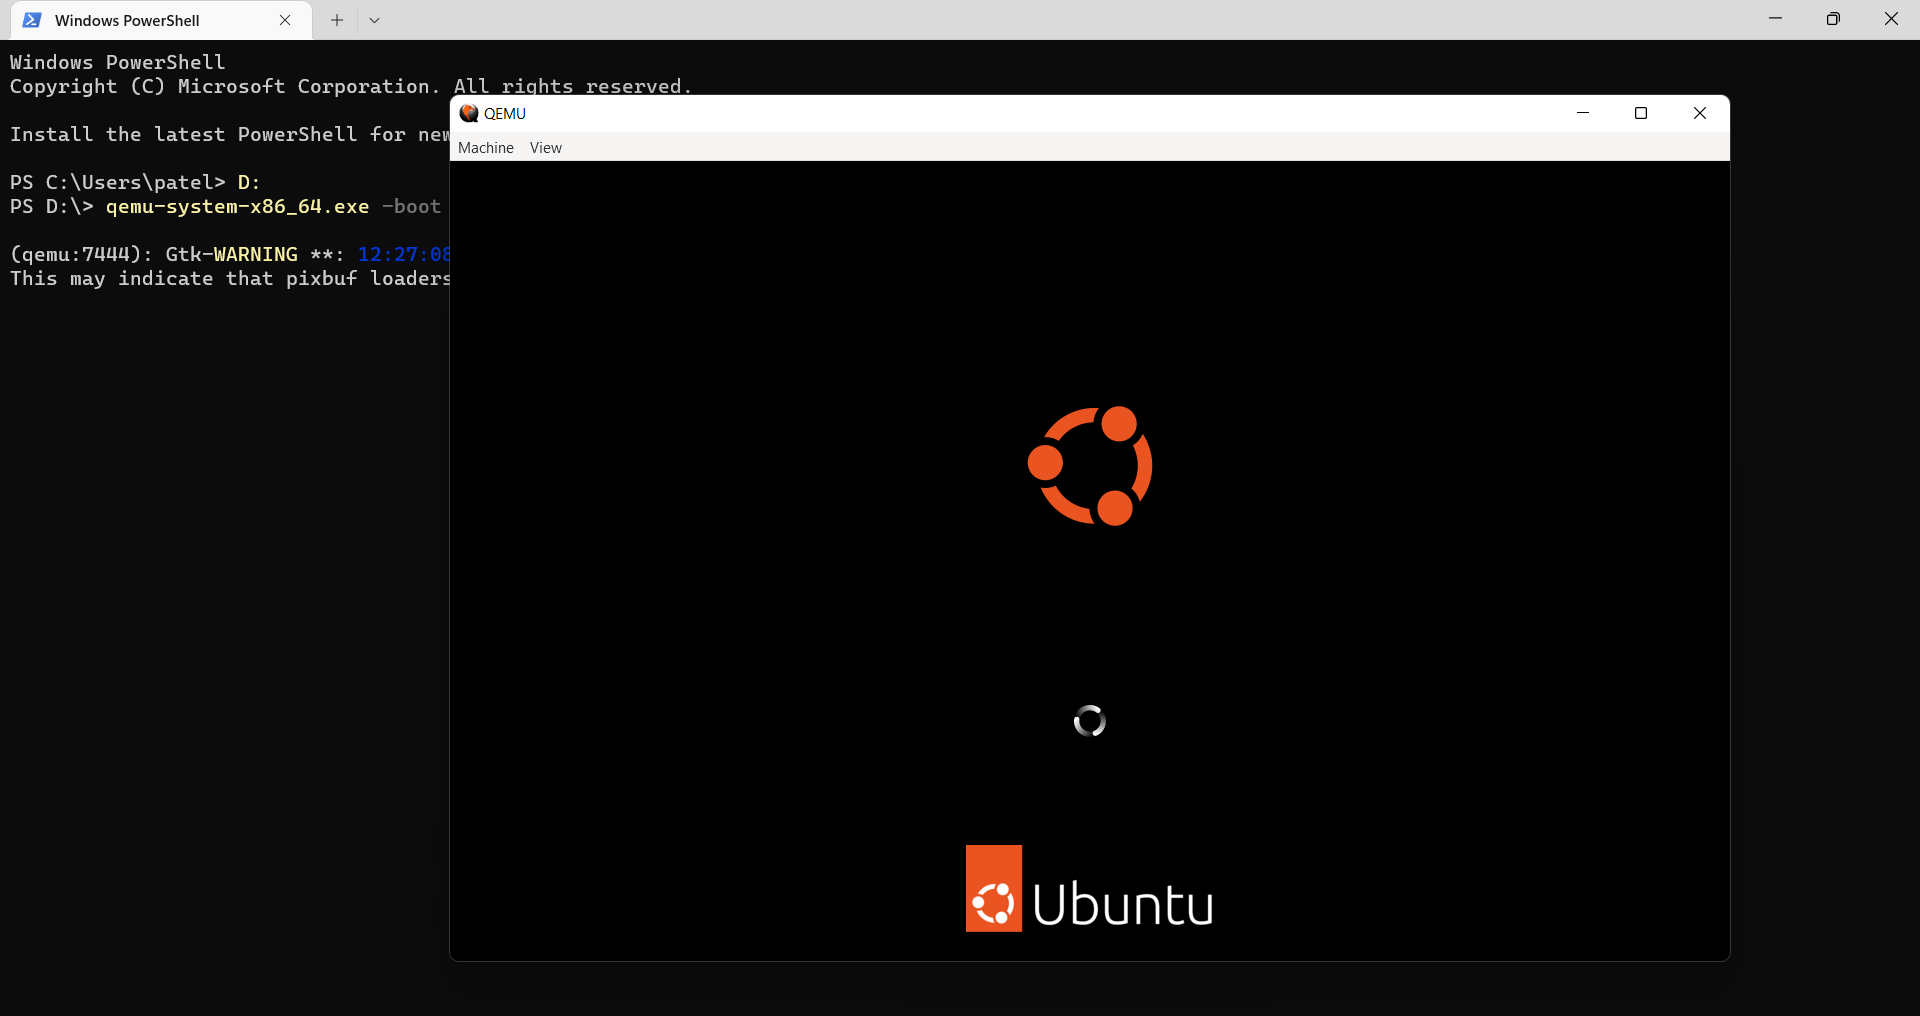 Windows PowerShell
Windows PowerShell
Copyright (C) Microsoft Corporation. All rights reserved.
QEMU
Machine View
Install the latest PowerShell for new
PS C:\Users\patel> D:
PS D:\> qemu-system-x86_64.exe -boot
(qemu:7444): Gtk-WARNING **: 12:27:08
This may indicate that pixbuf loaders
Ubuntu